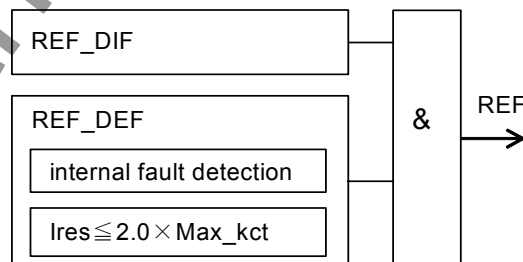 REF_DIF
REF_DEF
internal fault detection
Ires≦2.0×Max_kct
&
REF